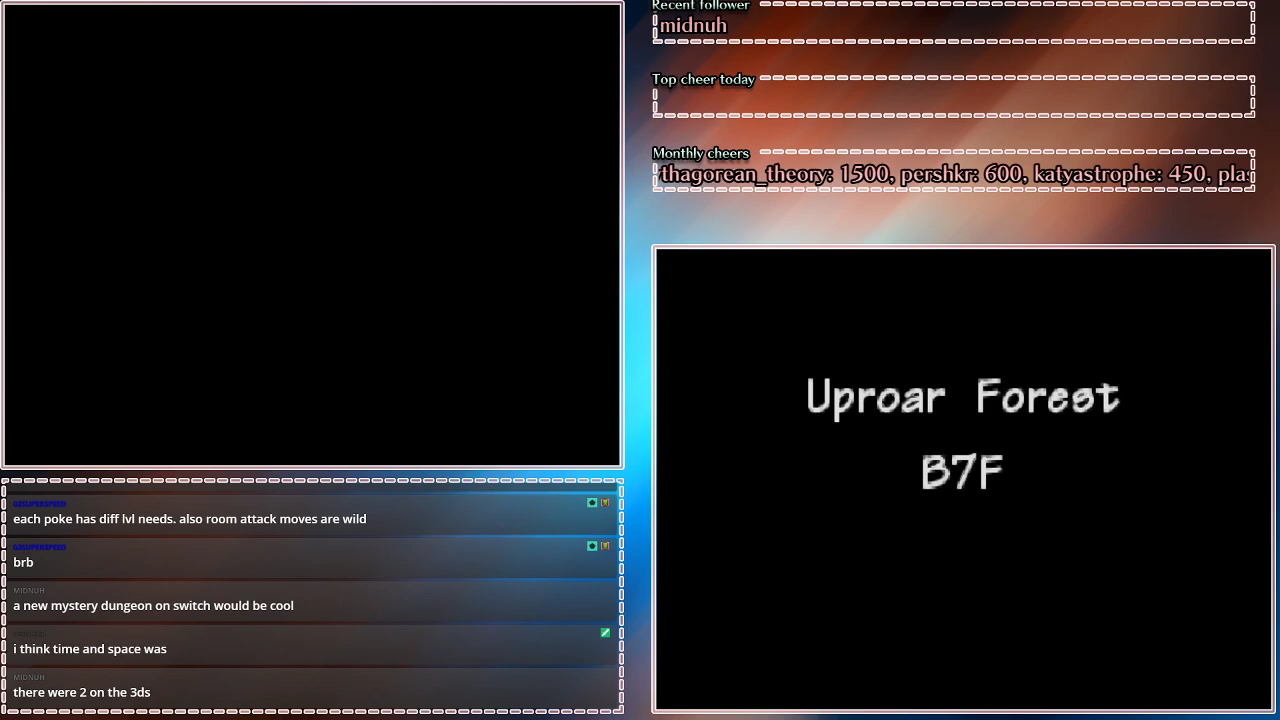 Recent follower
midnuh
Top cheer today
Monthly cheers
thagorean_theory: 1500, pershkr: 600, katyastrophe: 450, pla
Uproar Forest
B7F
each poke has diff lvl needs. also room attack moves are wild
brb
MIDNUH
a new mystery dungeon on switch would be cool
i think time and space was
MIDNUH
there were 2 on the 3ds